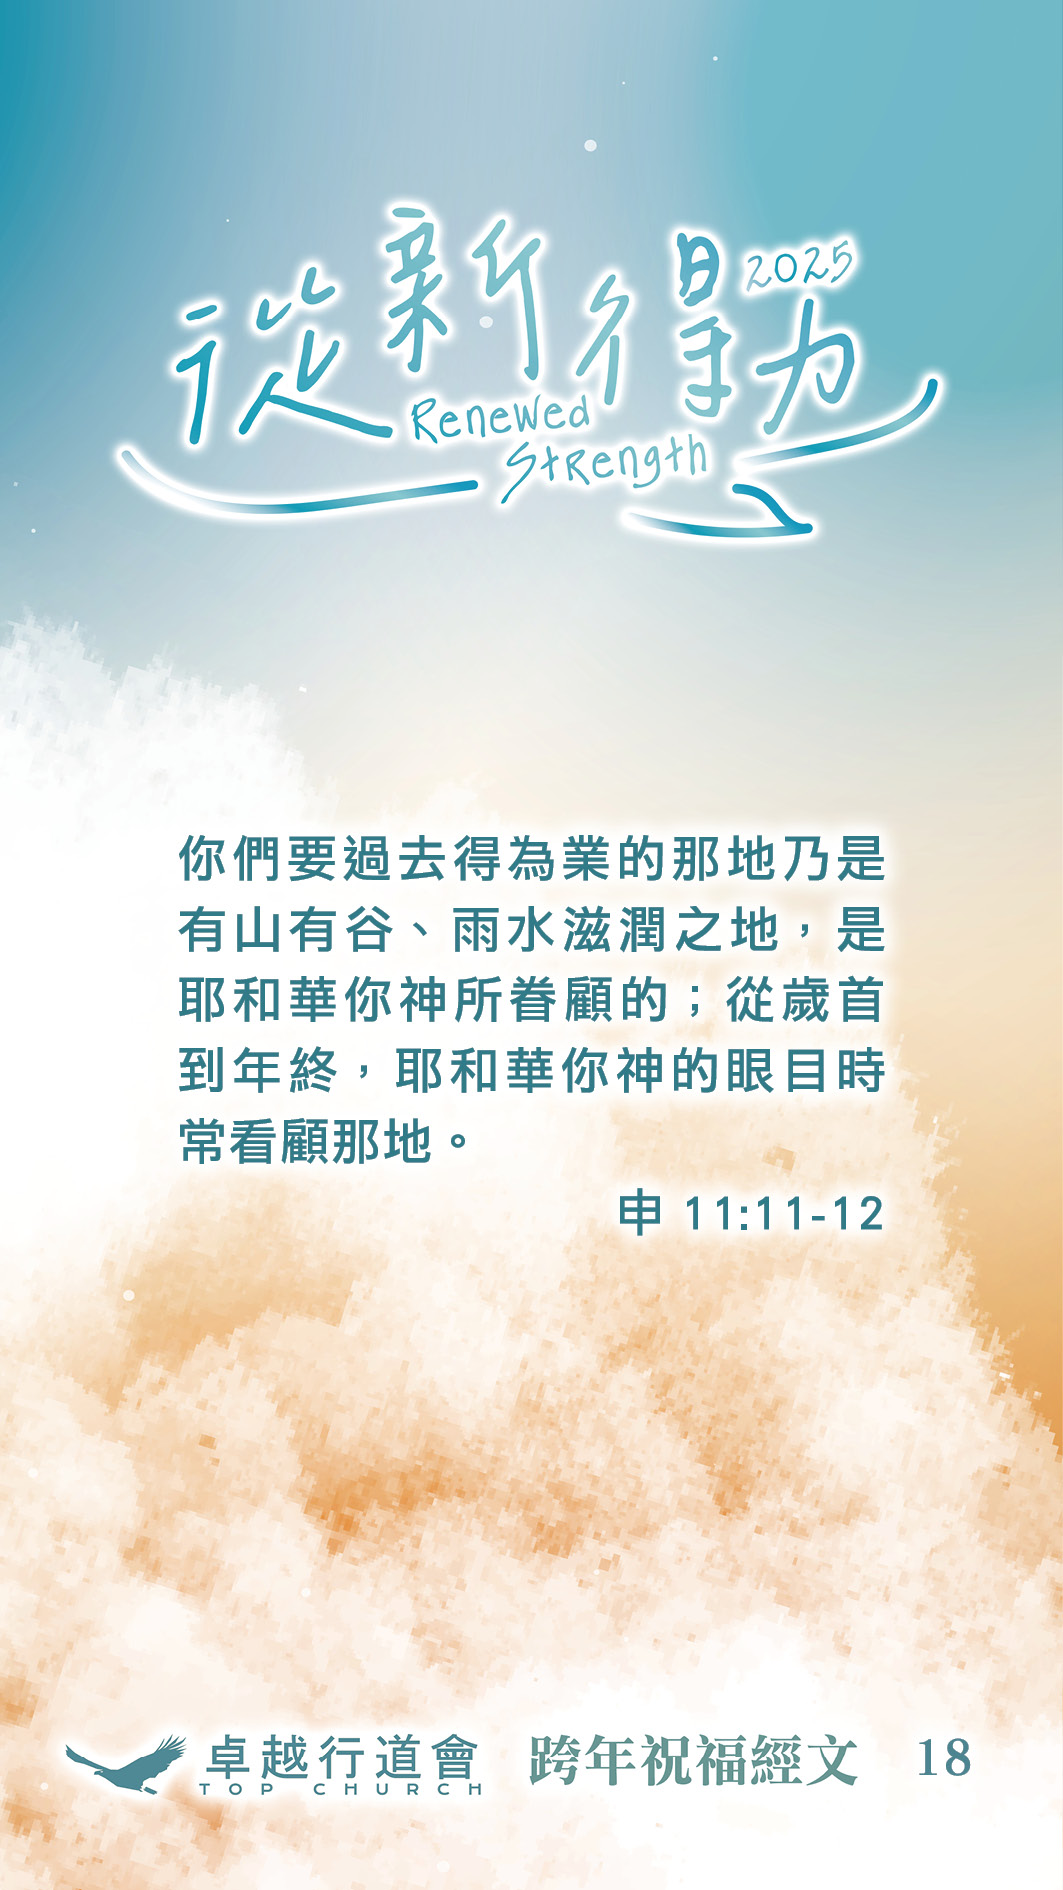 從新得力 2025
Renewed
Strength
你們要過去得為業的那地乃是
有山有谷、雨水滋潤之地，是
耶和華你神所眷顧的；從歲首
到年終，耶和華你神的眼目時
常看顧那地。
申 11:11-12
卓越行道會 跨年祝福經文 18
TOP CHURCH